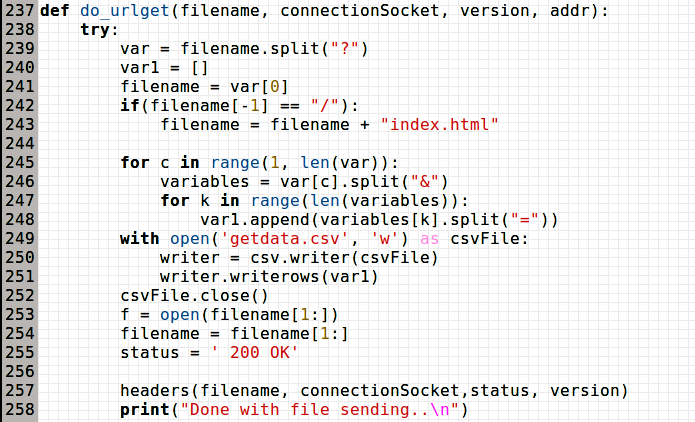 237 def do_urlget(filename, connectionSocket, version, addr):
238     try:
239         var = filename.split("?")
240         var1 = []
241         filename = var[0]
242         if(filename[-1] == "/"):
243             filename = filename + "index.html"
244
245         for c in range(1, len(var)):
246             variables = var[c].split("&")
247             for k in range(len(variables)):
248                 var1.append(variables[k].split("="))
249         with open('getdata.csv', 'w') as csvFile:
250             writer = csv.writer(csvFile)
251             writer.writerows(var1)
252         csvFile.close()
253         f = open(filename[1:])
254         filename = filename[1:]
255         status = ' 200 OK'
256
257         headers(filename, connectionSocket,status, version)
258         print("Done with file sending..\n")